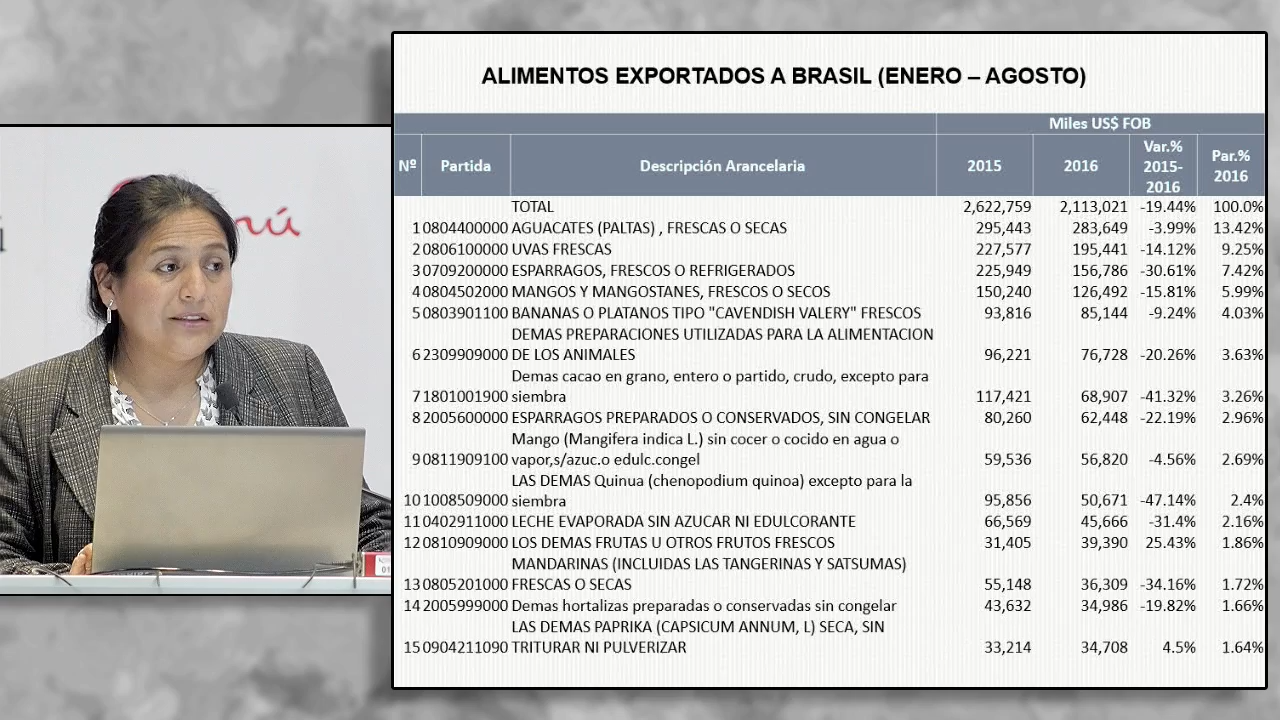 ALIMENTOS EXPORTADOS A BRASIL (ENERO – AGOSTO)
Miles US$ FOB
Nº Partida Descripción Arancelaria 2015 2016 Var.% 2015-2016 Par.% 2016
TOTAL 2,622,759 2,113,021 -19.44% 100.0%
1 0804400000 AGUACATES (PALTAS) , FRESCAS O SECAS 295,443 283,649 -3.99% 13.42%
2 0806100000 UVAS FRESCAS 227,577 195,441 -14.12% 9.25%
3 0709200000 ESPARRAGOS, FRESCOS O REFRIGERADOS 225,949 156,786 -30.61% 7.42%
4 0804502000 MANGOS Y MANGOSTANES, FRESCOS O SECOS 150,240 126,492 -15.81% 5.99%
5 0803901100 BANANAS O PLATANOS TIPO "CAVENDISH VALERY" FRESCOS 93,816 85,144 -9.24% 4.03%
DEMAS PREPARACIONES UTILIZADAS PARA LA ALIMENTACION
6 2309909000 DE LOS ANIMALES 96,221 76,728 -20.26% 3.63%
Demas cacao en grano, entero o partido, crudo, excepto para
7 1801001900 siembra 117,421 68,907 -41.32% 3.26%
8 2005600000 ESPARRAGOS PREPARADOS O CONSERVADOS, SIN CONGELAR 80,260 62,448 -22.19% 2.96%
Mango (Mangifera indica L.) sin cocer o cocido en agua o
9 0811909100 vapor,s/azuc.o edulc.congel 59,536 56,820 -4.56% 2.69%
LAS DEMAS Quinua (chenopodium quinoa) excepto para la
10 1008509000 siembra 95,856 50,671 -47.14% 2.4%
11 0402911000 LECHE EVAPORADA SIN AZUCAR NI EDULCORANTE 66,569 45,666 -31.4% 2.16%
12 0810909000 LOS DEMAS FRUTAS U OTROS FRUTOS FRESCOS 31,405 39,390 25.43% 1.86%
MANDARINAS (INCLUIDAS LAS TANGERINAS Y SATSUMAS)
13 0805201000 FRESCAS O SECAS 55,148 36,309 -34.16% 1.72%
14 2005999000 Demas hortalizas preparadas o conservadas sin congelar 43,632 34,986 -19.82% 1.66%
LAS DEMAS PAPRIKA (CAPSICUM ANNUM, L) SECA, SIN
15 0904211090 TRITURAR NI PULVERIZAR 33,214 34,708 4.5% 1.64%